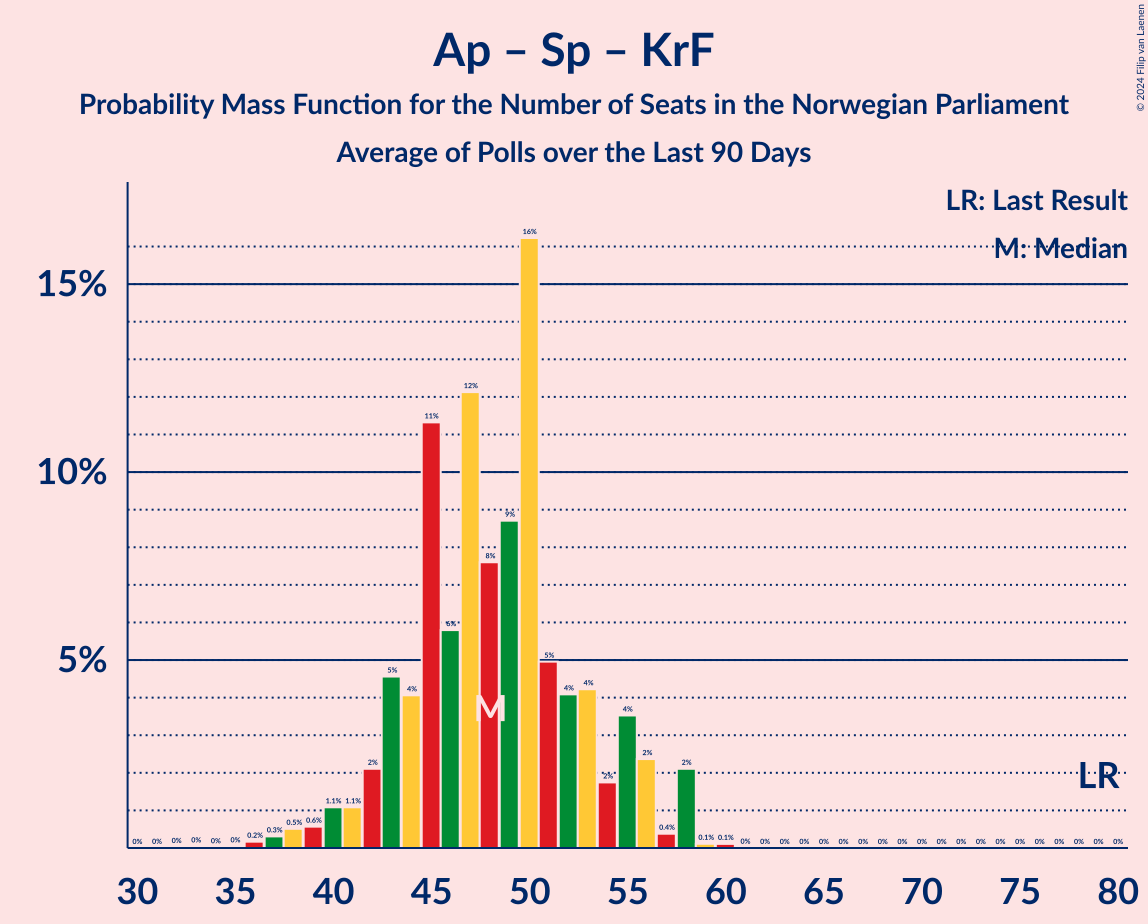 Ap – Sp – KrF
Probability Mass Function for the Number of Seats in the Norwegian Parliament
Average of Polls over the Last 90 Days
© 2024 Filip van Laenen
LR: Last Result
M: Median
15%
10%
5%
0% 0% 0% 0% 0% 0% 0.2% 0.3% 0.5% 0.6% 1.1% 1.1% 2% 5% 4% 11% 6% 12% 8% 9% 16% 5% 4% 4% 2% 4% 2% 0.4% 2% 0.1% 0.1% 0% 0% 0% 0% 0% 0% 0% 0% 0% 0% 0% 0% 0% 0% 0% 0% 0% 0% 0% 0%
M
LR
30 35 40 45 50 55 60 65 70 75 80